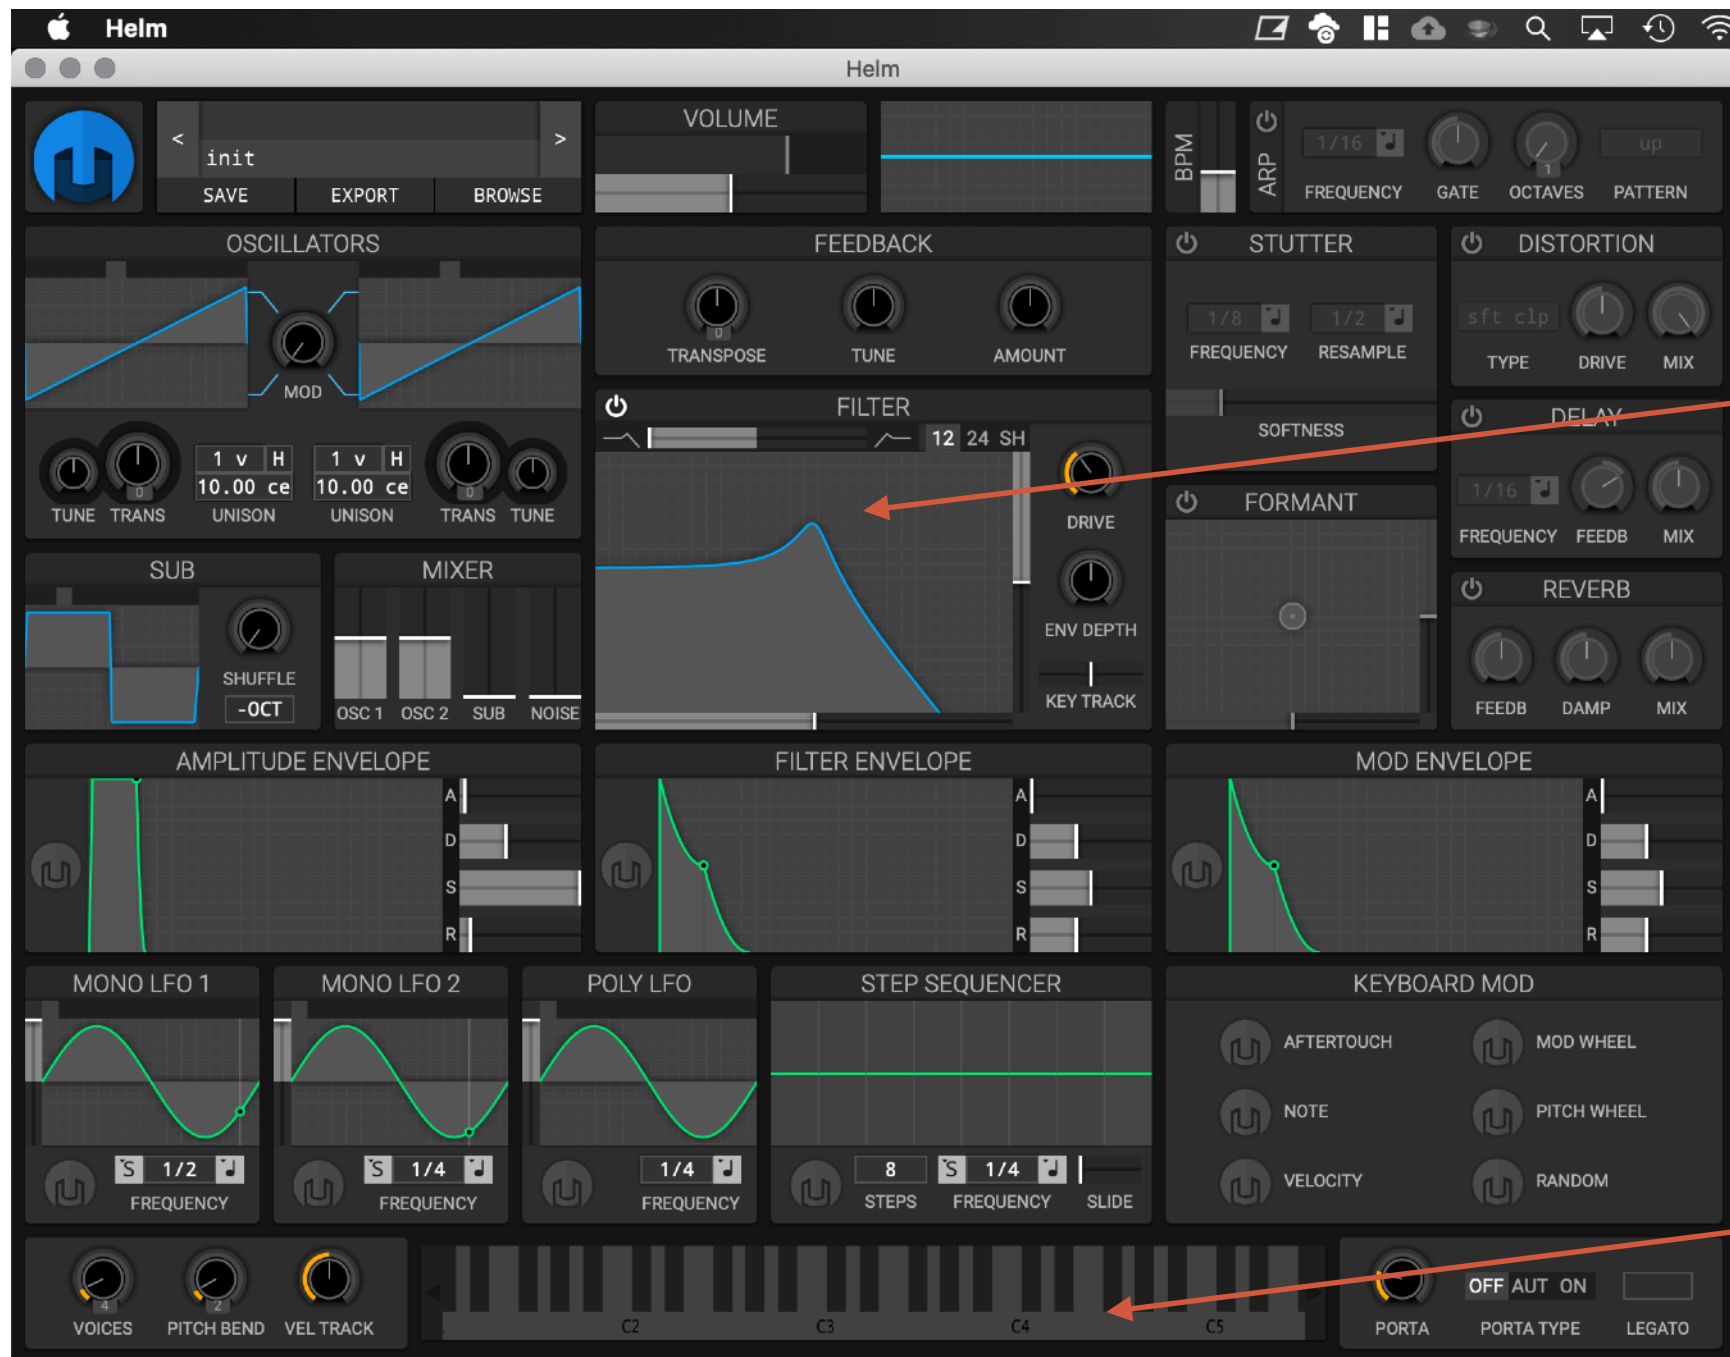 Helm
Helm
<
init
>
SAVE
EXPORT
BROWSE
VOLUME
BPM
ARP
1/16
FREQUENCY
GATE
1
OCTAVES
up
PATTERN
OSCILLATORS
MOD
TUNE
0
TRANS
1 v H
10.00 ce
UNISON
1 v H
10.00 ce
UNISON
0
TRANS
TUNE
FEEDBACK
0
TRANSPOSE
TUNE
AMOUNT
STUTTER
1/8
FREQUENCY
1/2
RESAMPLE
SOFTNESS
DISTORTION
sft clp
TYPE
DRIVE
MIX
FILTER
12 24 SH
DRIVE
ENV DEPTH
KEY TRACK
DELAY
1/16
FREQUENCY
FEEDB
MIX
FORMANT
REVERB
FEEDB
DAMP
MIX
SUB
SHUFFLE
-OCT
MIXER
OSC 1
OSC 2
SUB
NOISE
AMPLITUDE ENVELOPE
A
D
S
R
FILTER ENVELOPE
A
D
S
R
MOD ENVELOPE
A
D
S
R
MONO LFO 1
S 1/2
FREQUENCY
MONO LFO 2
S 1/4
FREQUENCY
POLY LFO
1/4
FREQUENCY
STEP SEQUENCER
8
STEPS
S 1/4
FREQUENCY
SLIDE
KEYBOARD MOD
AFTERTOUCH
MOD WHEEL
NOTE
PITCH WHEEL
VELOCITY
RANDOM
4
VOICES
2
PITCH BEND
VEL TRACK
C2
C3
C4
C5
PORTA
OFF AUT ON
PORTA TYPE
LEGATO